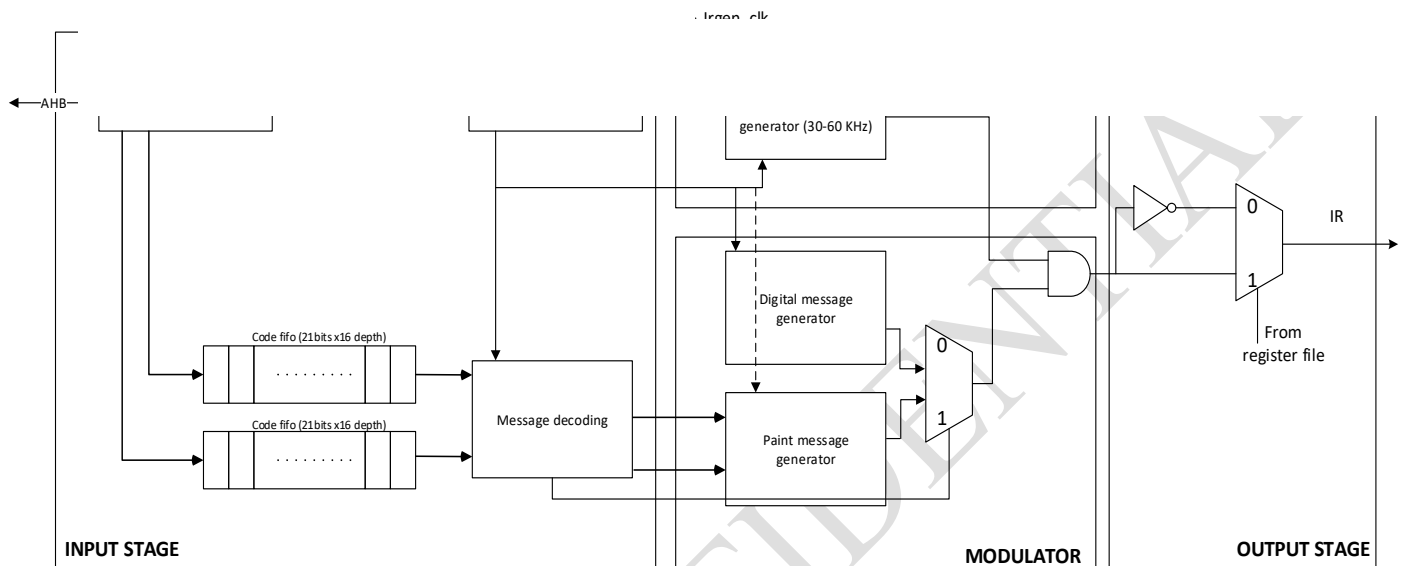 Irgen_clk
AHB
generator (30-60 KHz)
0
IR
1
Digital message
generator
0
From
register file
Code fifo (21bits x16 depth)
. . . . . . . . .
Message decoding
1
Code fifo (21bits x16 depth)
. . . . . . . . .
Paint message
generator
INPUT STAGE
MODULATOR
OUTPUT STAGE